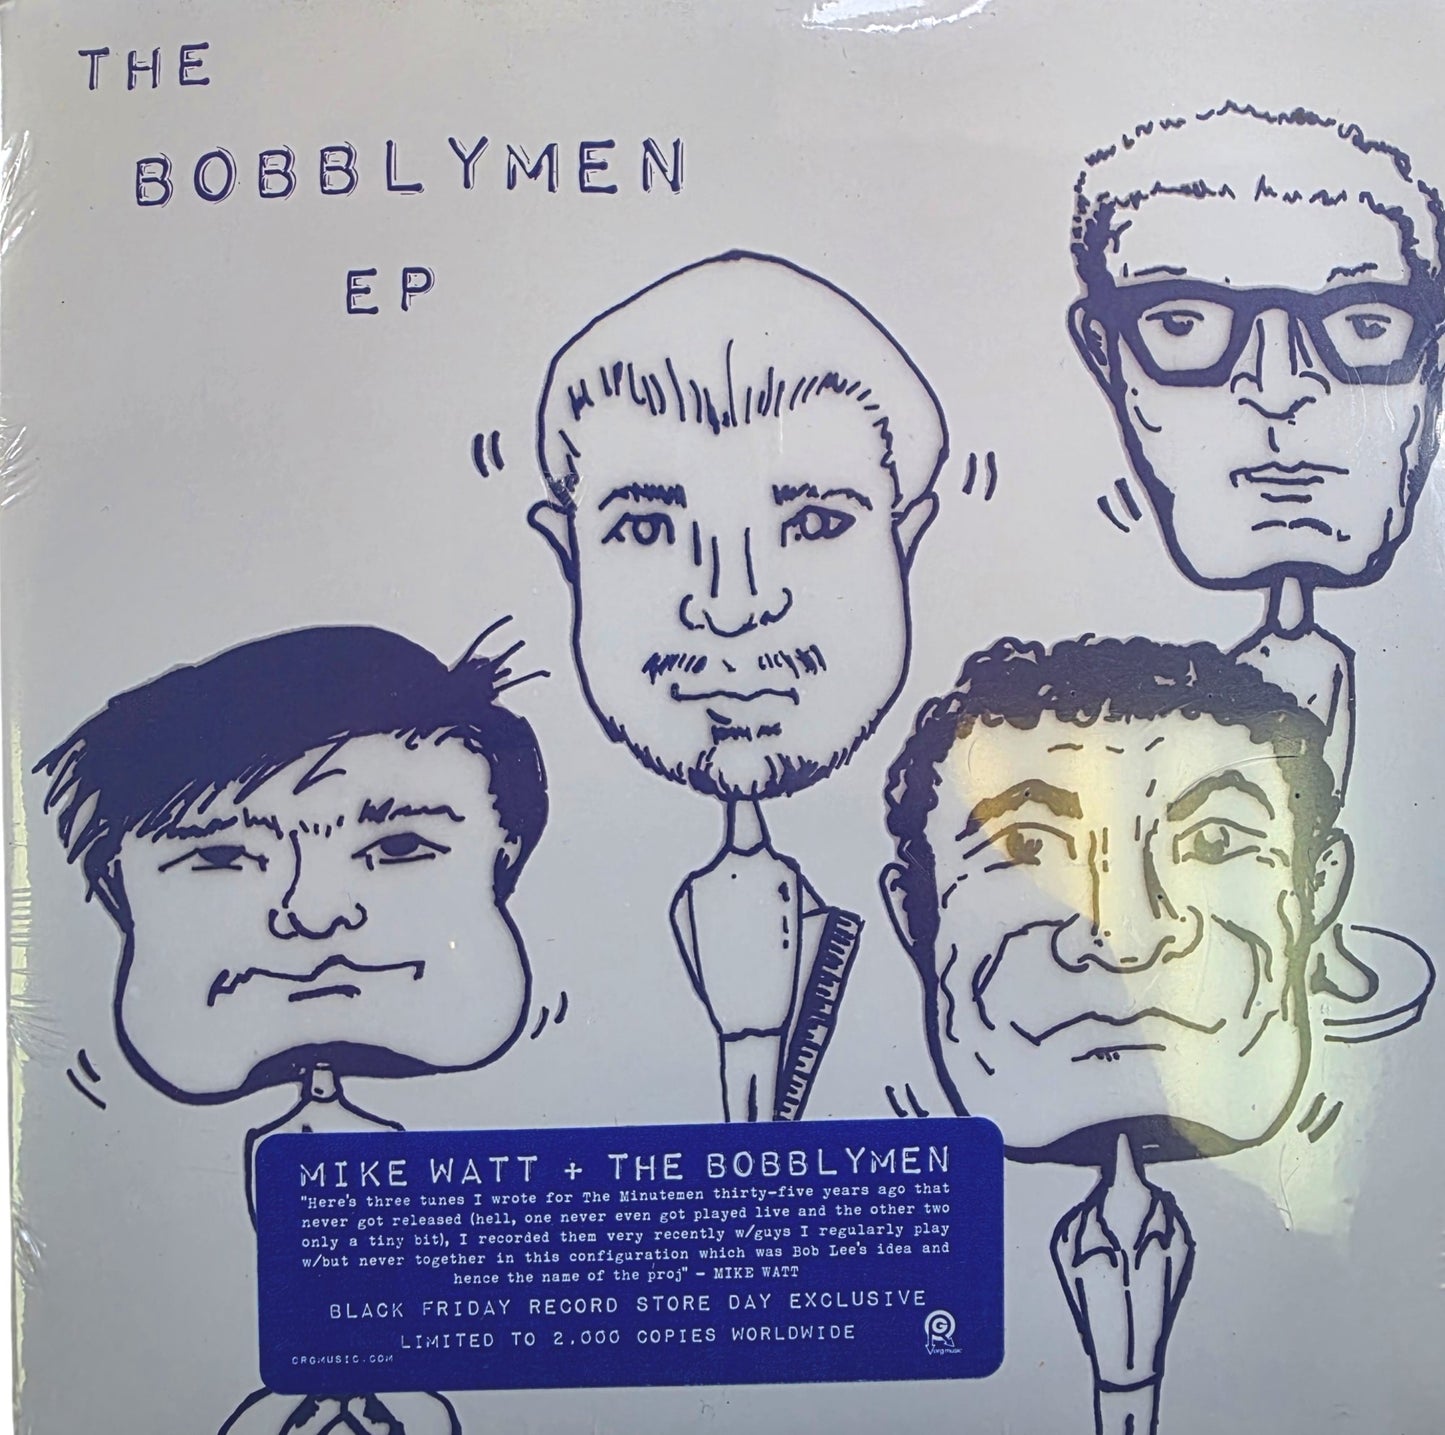 THE
BOBBLYMEN
EP
MIKE WATT + THE BOBBLYMEN
"Here's three tunes I wrote for The Minutemen thirty-five years ago that
never got released (hell, one never even got played live and the other two
only a tiny bit), I recorded them very recently w/guys I regularly play
w/but never together in this configuration which was Bob Lee's idea and
hence the name of the proj" - MIKE WATT
BLACK FRIDAY RECORD STORE DAY EXCLUSIVE
LIMITED TO 2,000 COPIES WORLDWIDE
ORGMUSIC.COM
org music